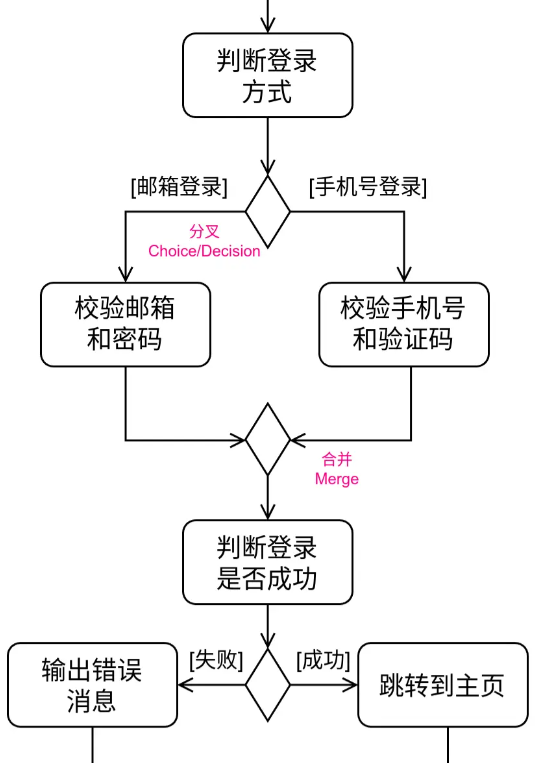 判断登录
方式
[邮箱登录]
[手机号登录]
分叉
Choice/Decision
校验邮箱
和密码
校验手机号
和验证码
合并
Merge
判断登录
是否成功
[失败]
[成功]
输出错误
消息
跳转到主页